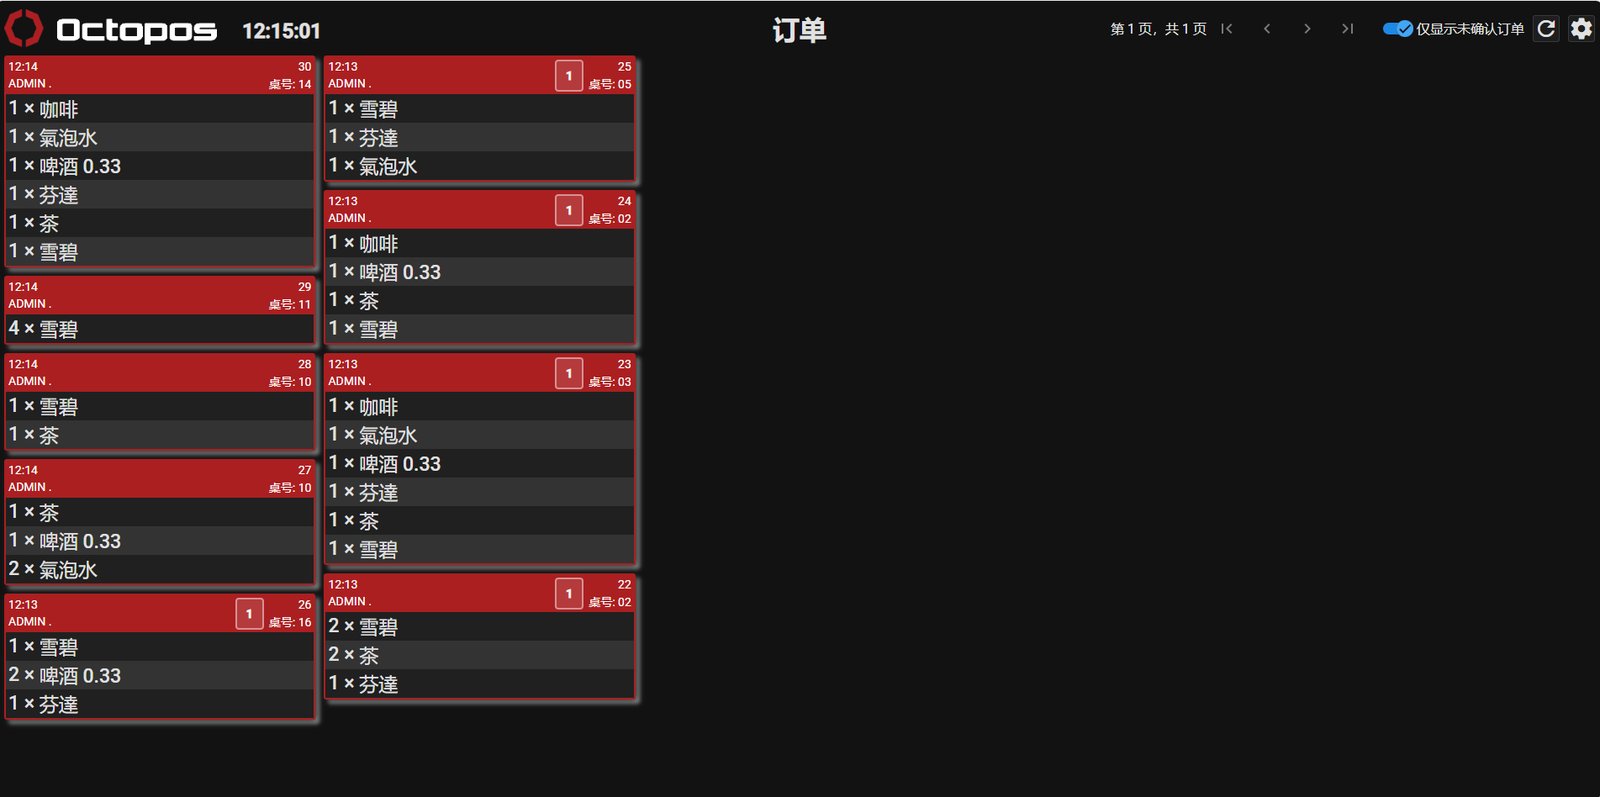 Octopos
12:15:01
订单
第 1 页，共 1 页
仅显示未确认订单
12:14 30
ADMIN . 桌号: 14
1 × 咖啡
1 × 氣泡水
1 × 啤酒 0.33
1 × 芬達
1 × 茶
1 × 雪碧
12:14 29
ADMIN . 桌号: 11
4 × 雪碧
12:14 28
ADMIN . 桌号: 10
1 × 雪碧
1 × 茶
12:14 27
ADMIN . 桌号: 10
1 × 茶
1 × 啤酒 0.33
2 × 氣泡水
12:13 1 26
ADMIN . 桌号: 16
1 × 雪碧
2 × 啤酒 0.33
1 × 芬達
12:13 1 25
ADMIN . 桌号: 05
1 × 雪碧
1 × 芬達
1 × 氣泡水
12:13 1 24
ADMIN . 桌号: 02
1 × 咖啡
1 × 啤酒 0.33
1 × 茶
1 × 雪碧
12:13 1 23
ADMIN . 桌号: 03
1 × 咖啡
1 × 氣泡水
1 × 啤酒 0.33
1 × 芬達
1 × 茶
1 × 雪碧
12:13 1 22
ADMIN . 桌号: 02
2 × 雪碧
2 × 茶
1 × 芬達